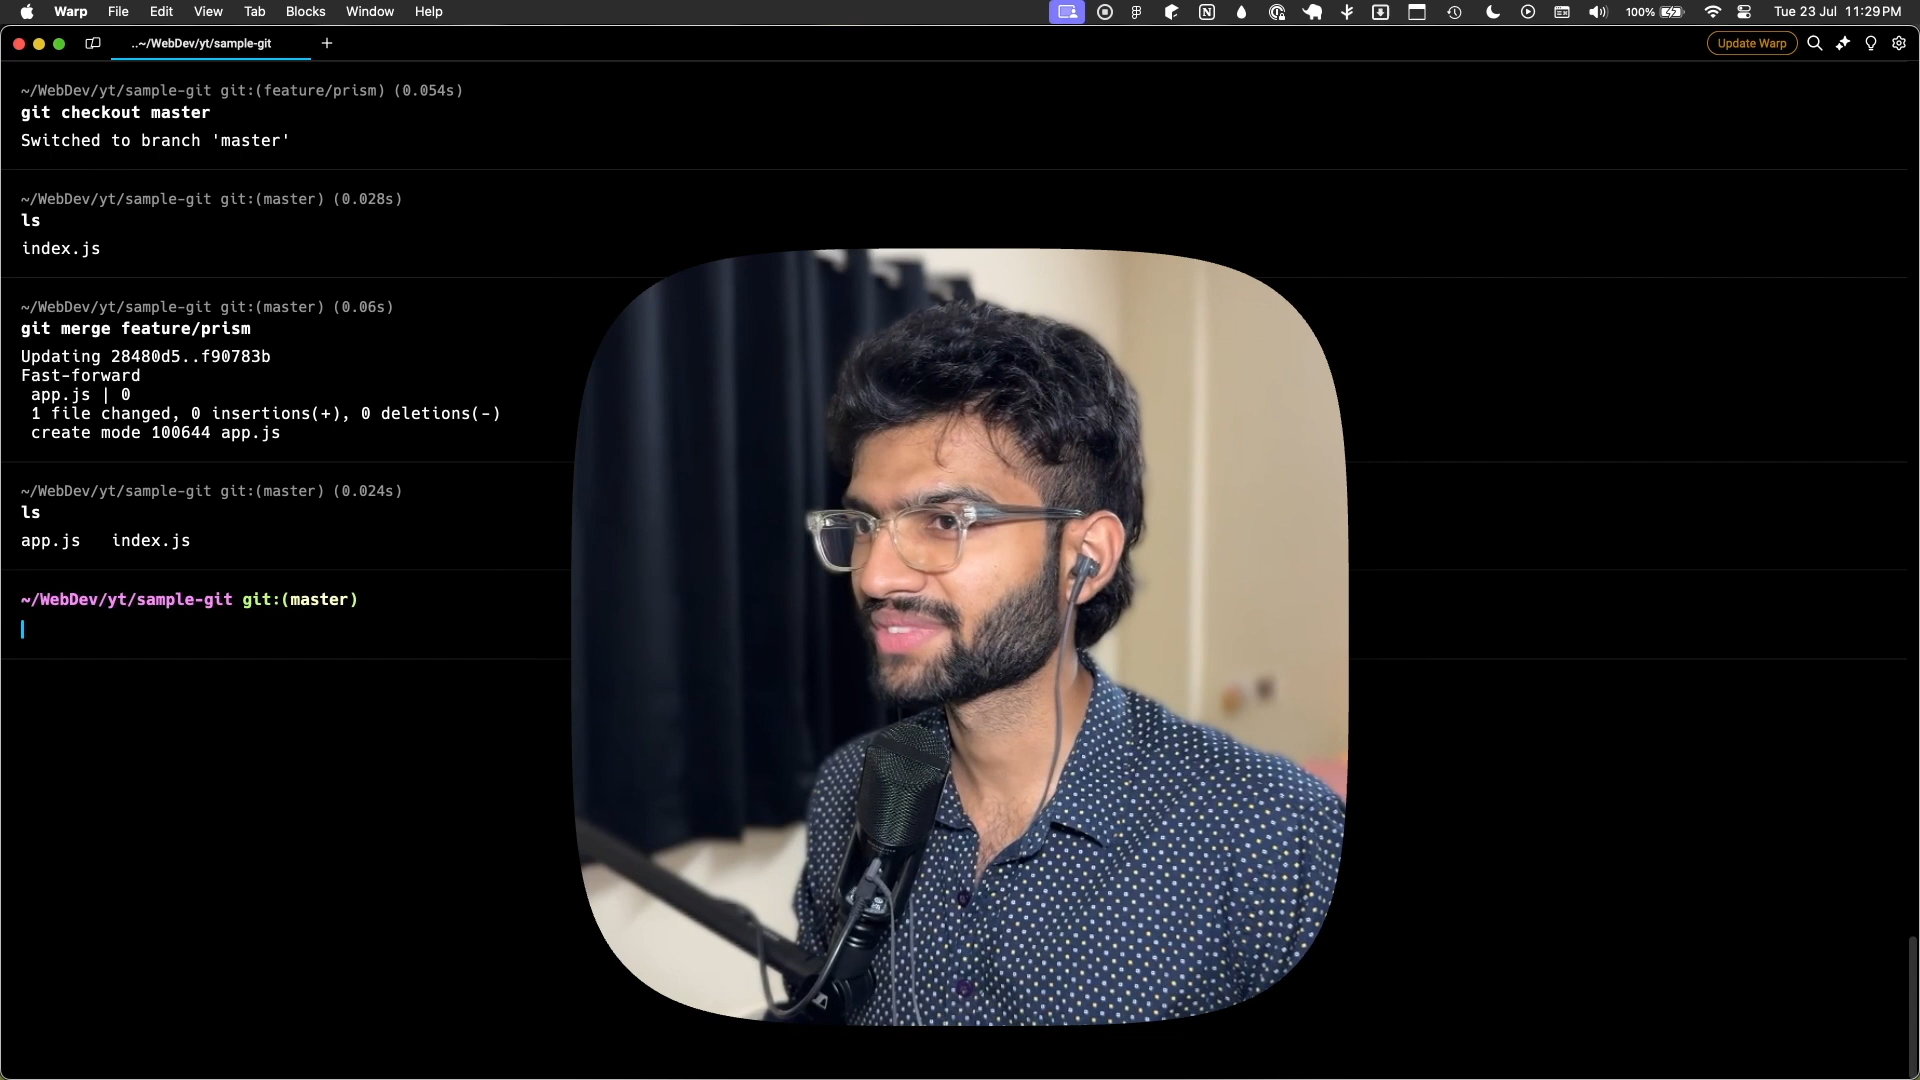 Warp File Edit View Tab Blocks Window Help 100% Tue 23 Jul 11:29 PM
..~/WebDev/yt/sample-git + Update Warp
~/WebDev/yt/sample-git git:(feature/prism) (0.054s)
git checkout master
Switched to branch 'master'
~/WebDev/yt/sample-git git:(master) (0.028s)
ls
index.js
~/WebDev/yt/sample-git git:(master) (0.06s)
git merge feature/prism
Updating 28480d5..f90783b
Fast-forward
app.js | 0
1 file changed, 0 insertions(+), 0 deletions(-)
create mode 100644 app.js
~/WebDev/yt/sample-git git:(master) (0.024s)
ls
app.js index.js
~/WebDev/yt/sample-git git:(master)